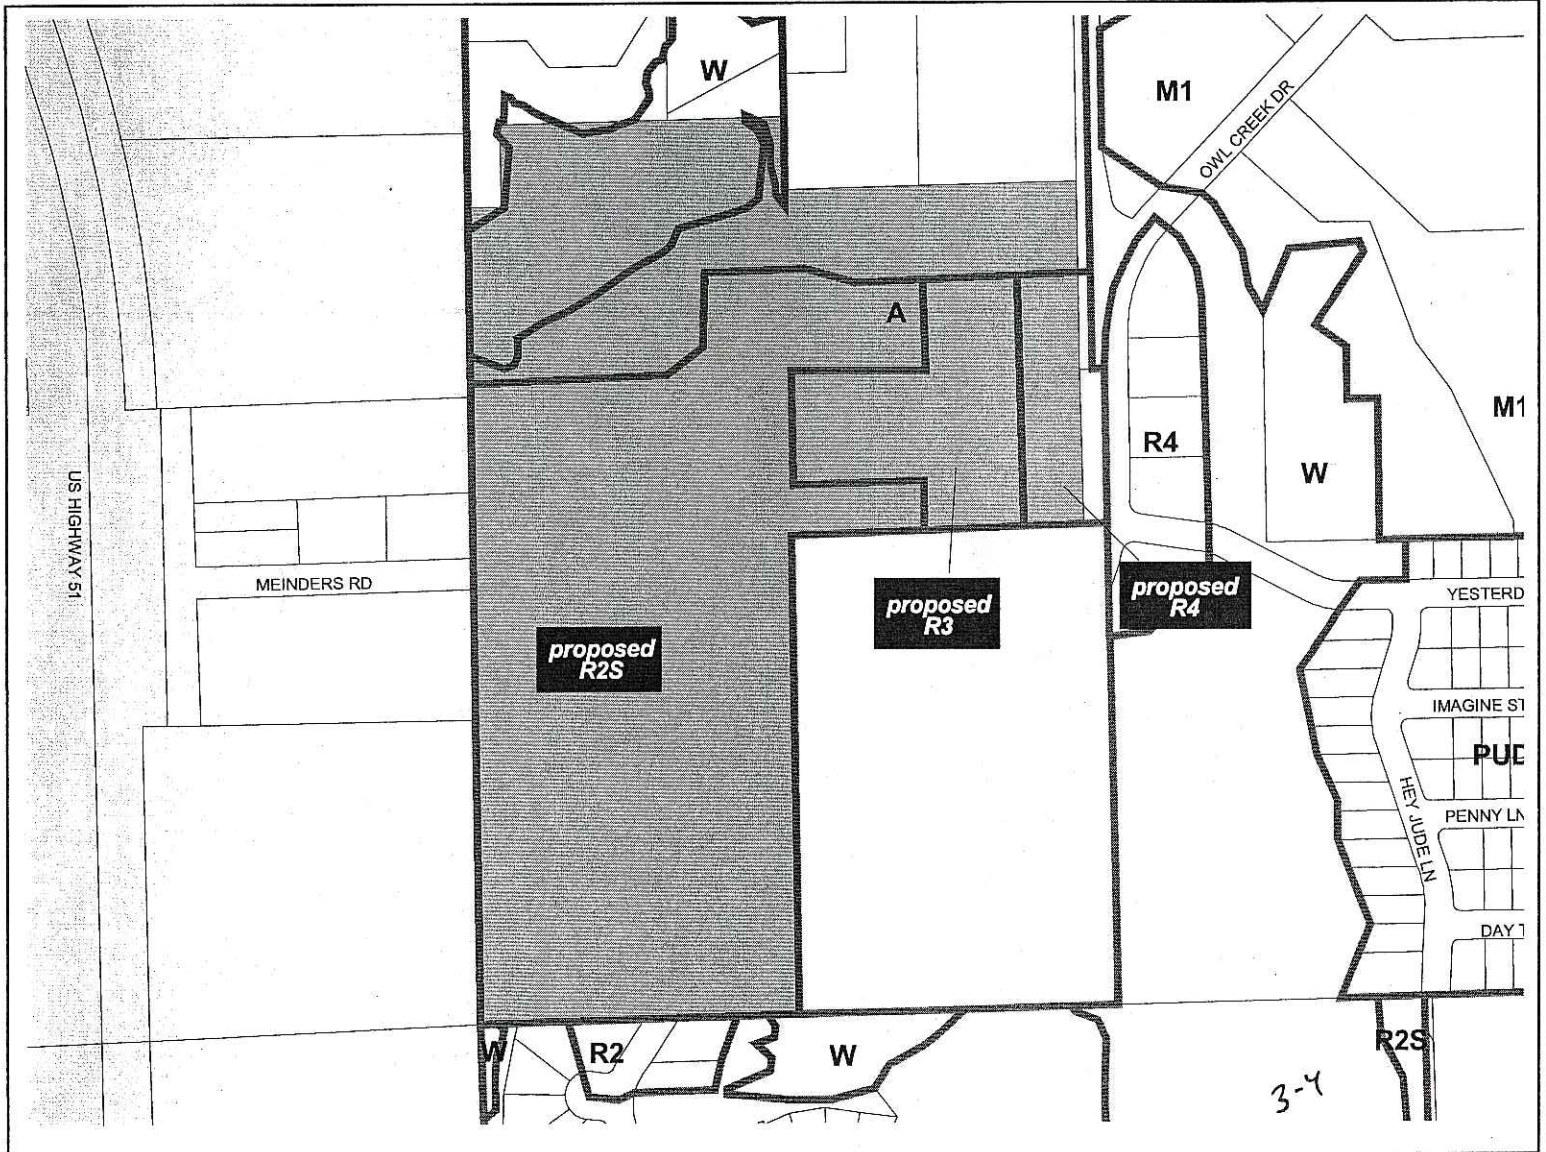 W
M1
OWL CREEK DR
A
M1
R4
W
US HIGHWAY 51
MEINDERS RD
proposed
R3
proposed
R4
YESTERD
proposed
R2S
IMAGINE ST
PUD
HEY JUDE LN
PENNY LN
DAY T
W
R2
W
R2S
3-4